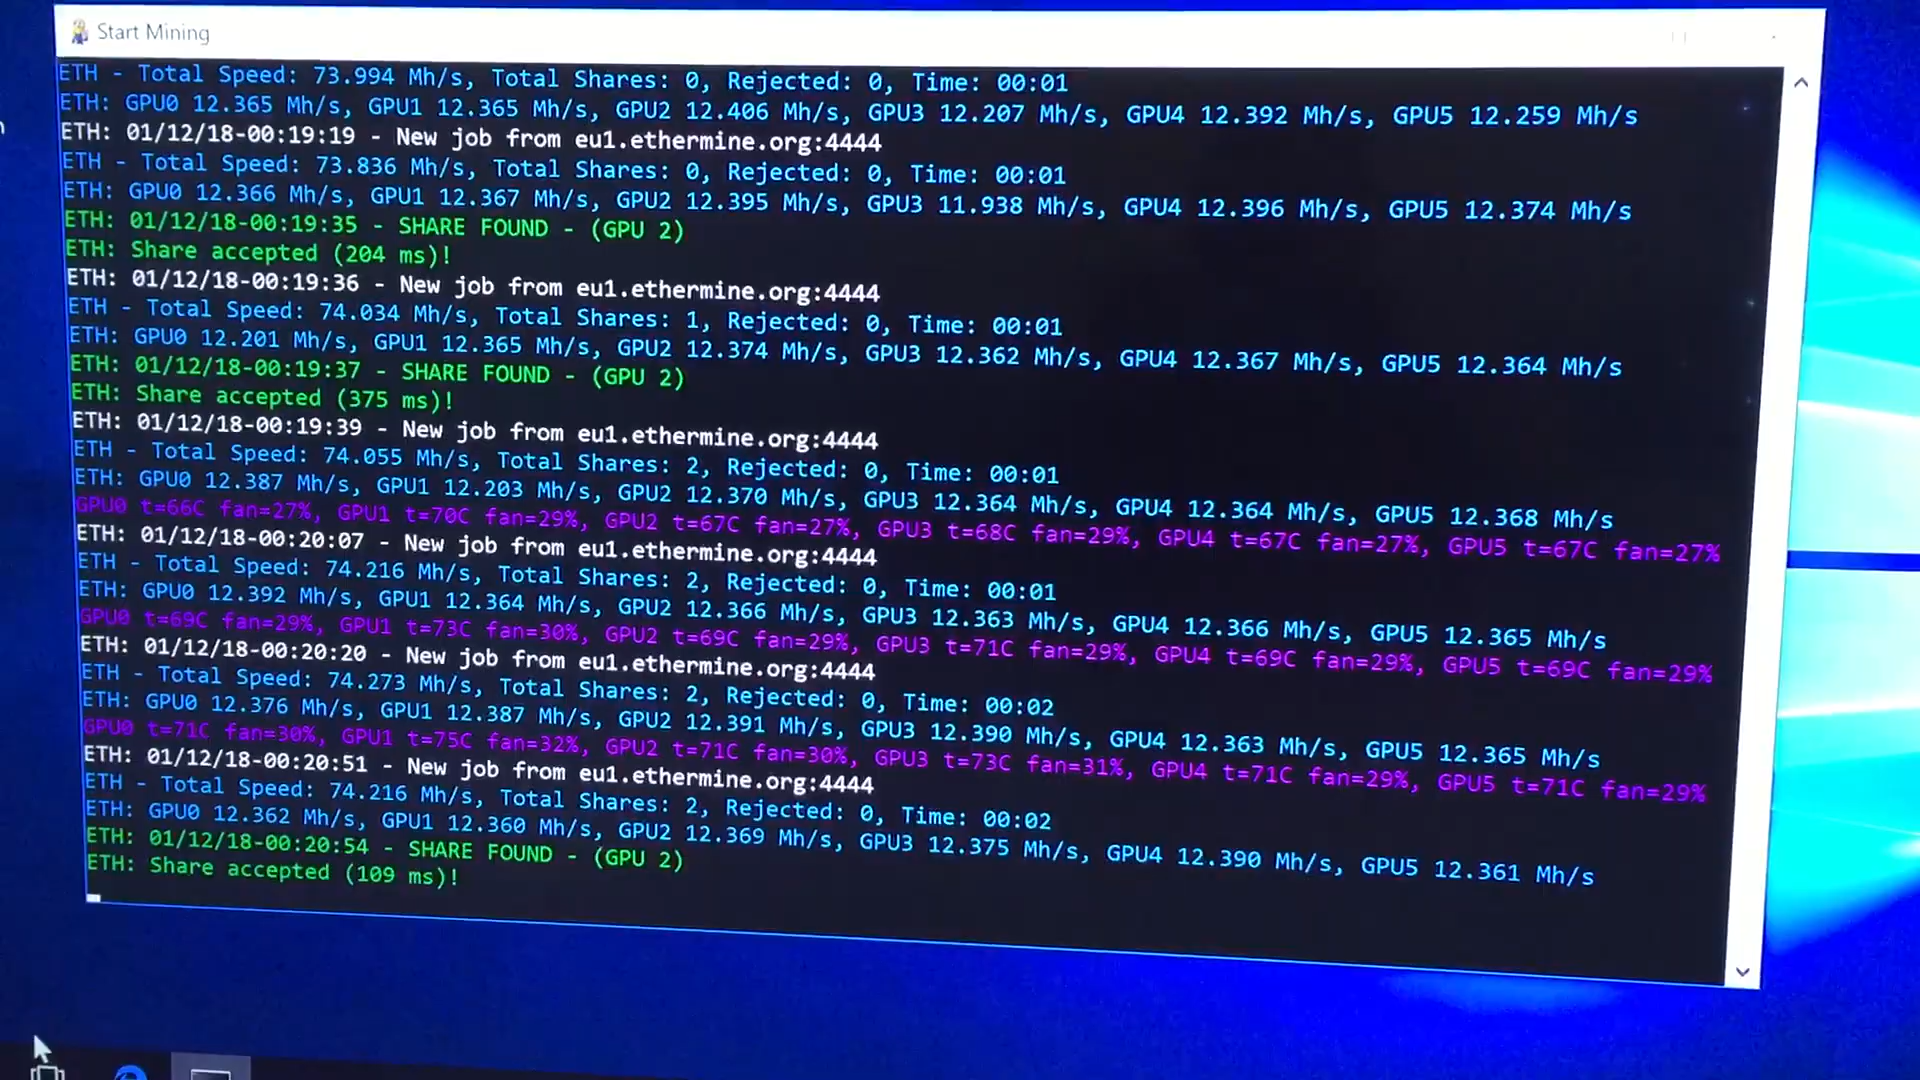 Start Mining
ETH - Total Speed: 73.994 Mh/s, Total Shares: 0, Rejected: 0, Time: 00:01
ETH: GPU0 12.365 Mh/s, GPU1 12.365 Mh/s, GPU2 12.406 Mh/s, GPU3 12.207 Mh/s, GPU4 12.392 Mh/s, GPU5 12.259 Mh/s
ETH: 01/12/18-00:19:19 - New job from eu1.ethermine.org:4444
ETH - Total Speed: 73.836 Mh/s, Total Shares: 0, Rejected: 0, Time: 00:01
ETH: GPU0 12.366 Mh/s, GPU1 12.367 Mh/s, GPU2 12.395 Mh/s, GPU3 11.938 Mh/s, GPU4 12.396 Mh/s, GPU5 12.374 Mh/s
ETH: 01/12/18-00:19:35 - SHARE FOUND - (GPU 2)
ETH: Share accepted (204 ms)!
ETH: 01/12/18-00:19:36 - New job from eu1.ethermine.org:4444
ETH - Total Speed: 74.034 Mh/s, Total Shares: 1, Rejected: 0, Time: 00:01
ETH: GPU0 12.201 Mh/s, GPU1 12.365 Mh/s, GPU2 12.374 Mh/s, GPU3 12.362 Mh/s, GPU4 12.367 Mh/s, GPU5 12.364 Mh/s
ETH: 01/12/18-00:19:37 - SHARE FOUND - (GPU 2)
ETH: Share accepted (375 ms)!
ETH: 01/12/18-00:19:39 - New job from eu1.ethermine.org:4444
ETH - Total Speed: 74.055 Mh/s, Total Shares: 2, Rejected: 0, Time: 00:01
ETH: GPU0 12.387 Mh/s, GPU1 12.203 Mh/s, GPU2 12.370 Mh/s, GPU3 12.364 Mh/s, GPU4 12.364 Mh/s, GPU5 12.368 Mh/s
GPU0 t=66C fan=27%, GPU1 t=70C fan=29%, GPU2 t=67C fan=27%, GPU3 t=68C fan=29%, GPU4 t=67C fan=27%, GPU5 t=67C fan=27%
ETH: 01/12/18-00:20:07 - New job from eu1.ethermine.org:4444
ETH - Total Speed: 74.216 Mh/s, Total Shares: 2, Rejected: 0, Time: 00:01
ETH: GPU0 12.392 Mh/s, GPU1 12.364 Mh/s, GPU2 12.366 Mh/s, GPU3 12.363 Mh/s, GPU4 12.366 Mh/s, GPU5 12.365 Mh/s
GPU0 t=69C fan=29%, GPU1 t=73C fan=30%, GPU2 t=69C fan=29%, GPU3 t=71C fan=29%, GPU4 t=69C fan=29%, GPU5 t=69C fan=29%
ETH: 01/12/18-00:20:20 - New job from eu1.ethermine.org:4444
ETH - Total Speed: 74.273 Mh/s, Total Shares: 2, Rejected: 0, Time: 00:02
ETH: GPU0 12.376 Mh/s, GPU1 12.387 Mh/s, GPU2 12.391 Mh/s, GPU3 12.390 Mh/s, GPU4 12.363 Mh/s, GPU5 12.365 Mh/s
GPU0 t=71C fan=30%, GPU1 t=75C fan=32%, GPU2 t=71C fan=30%, GPU3 t=73C fan=31%, GPU4 t=71C fan=29%, GPU5 t=71C fan=29%
ETH: 01/12/18-00:20:51 - New job from eu1.ethermine.org:4444
ETH - Total Speed: 74.216 Mh/s, Total Shares: 2, Rejected: 0, Time: 00:02
ETH: GPU0 12.362 Mh/s, GPU1 12.360 Mh/s, GPU2 12.369 Mh/s, GPU3 12.375 Mh/s, GPU4 12.390 Mh/s, GPU5 12.361 Mh/s
ETH: 01/12/18-00:20:54 - SHARE FOUND - (GPU 2)
ETH: Share accepted (109 ms)!